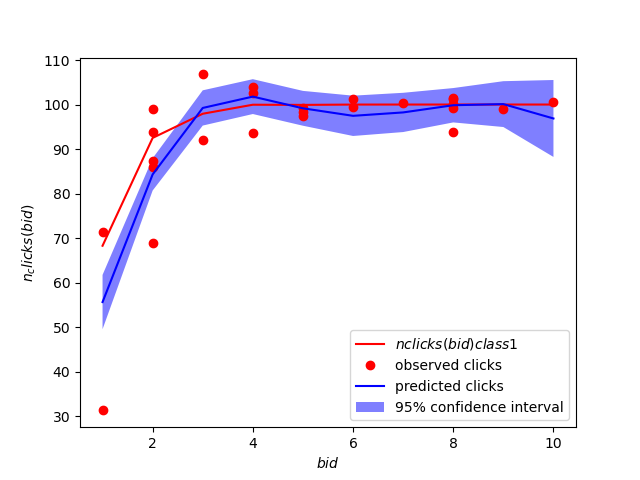 110
100
90
80
70
60
50
40
30
n_clicks(bid)
nclicks(bid)class1
observed clicks
predicted clicks
95% confidence interval
2 4 6 8 10
bid